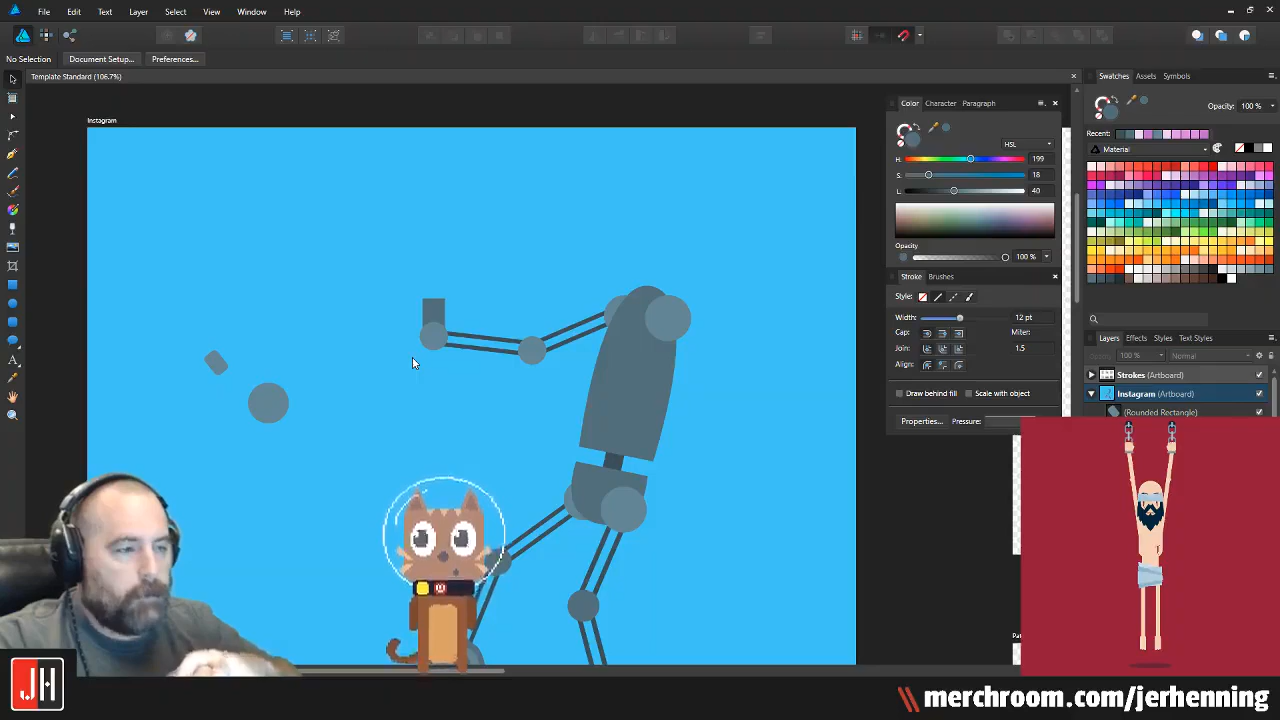 File Edit Text Layer Select View Window Help
No Selection Document Setup... Preferences...
Template Standard (106.7%)
Instagram
Color Character Paragraph
HSL
H: 199
S: 18
L: 40
Opacity
100 %
Stroke Brushes
Style:
Width: 12 pt
Cap: Miter:
Join: 1.5
Align:
Draw behind fill Scale with object
Properties... Pressure:
Swatches Assets Symbols
Opacity: 100 %
Recent:
Material
Layers Effects Styles Text Styles
100 % Normal
Strokes (Artboard)
Instagram (Artboard)
(Rounded Rectangle)
JH
merchroom.com/jerhenning